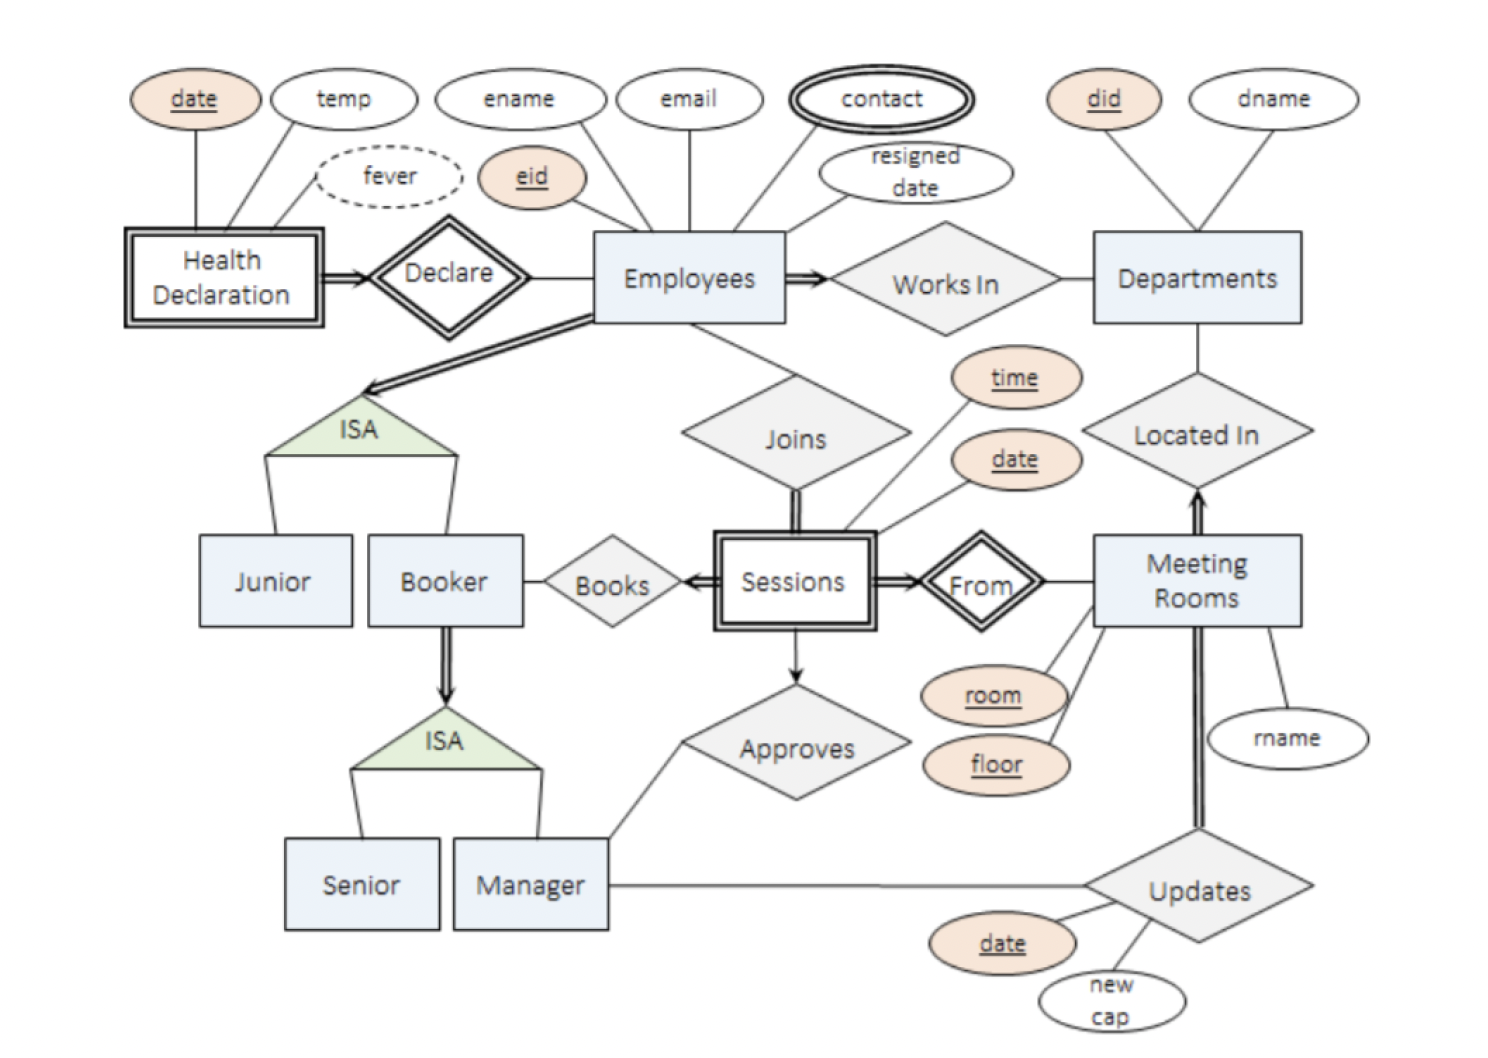 date
temp
ename
email
contact
did
dname
fever
eid
resigned
date
Health
Declaration
Declare
Employees
Works In
Departments
time
ISA
Joins
Located In
date
Junior
Booker
Books
Sessions
From
Meeting
Rooms
room
ISA
Approves
rname
floor
Senior
Manager
Updates
date
new
cap